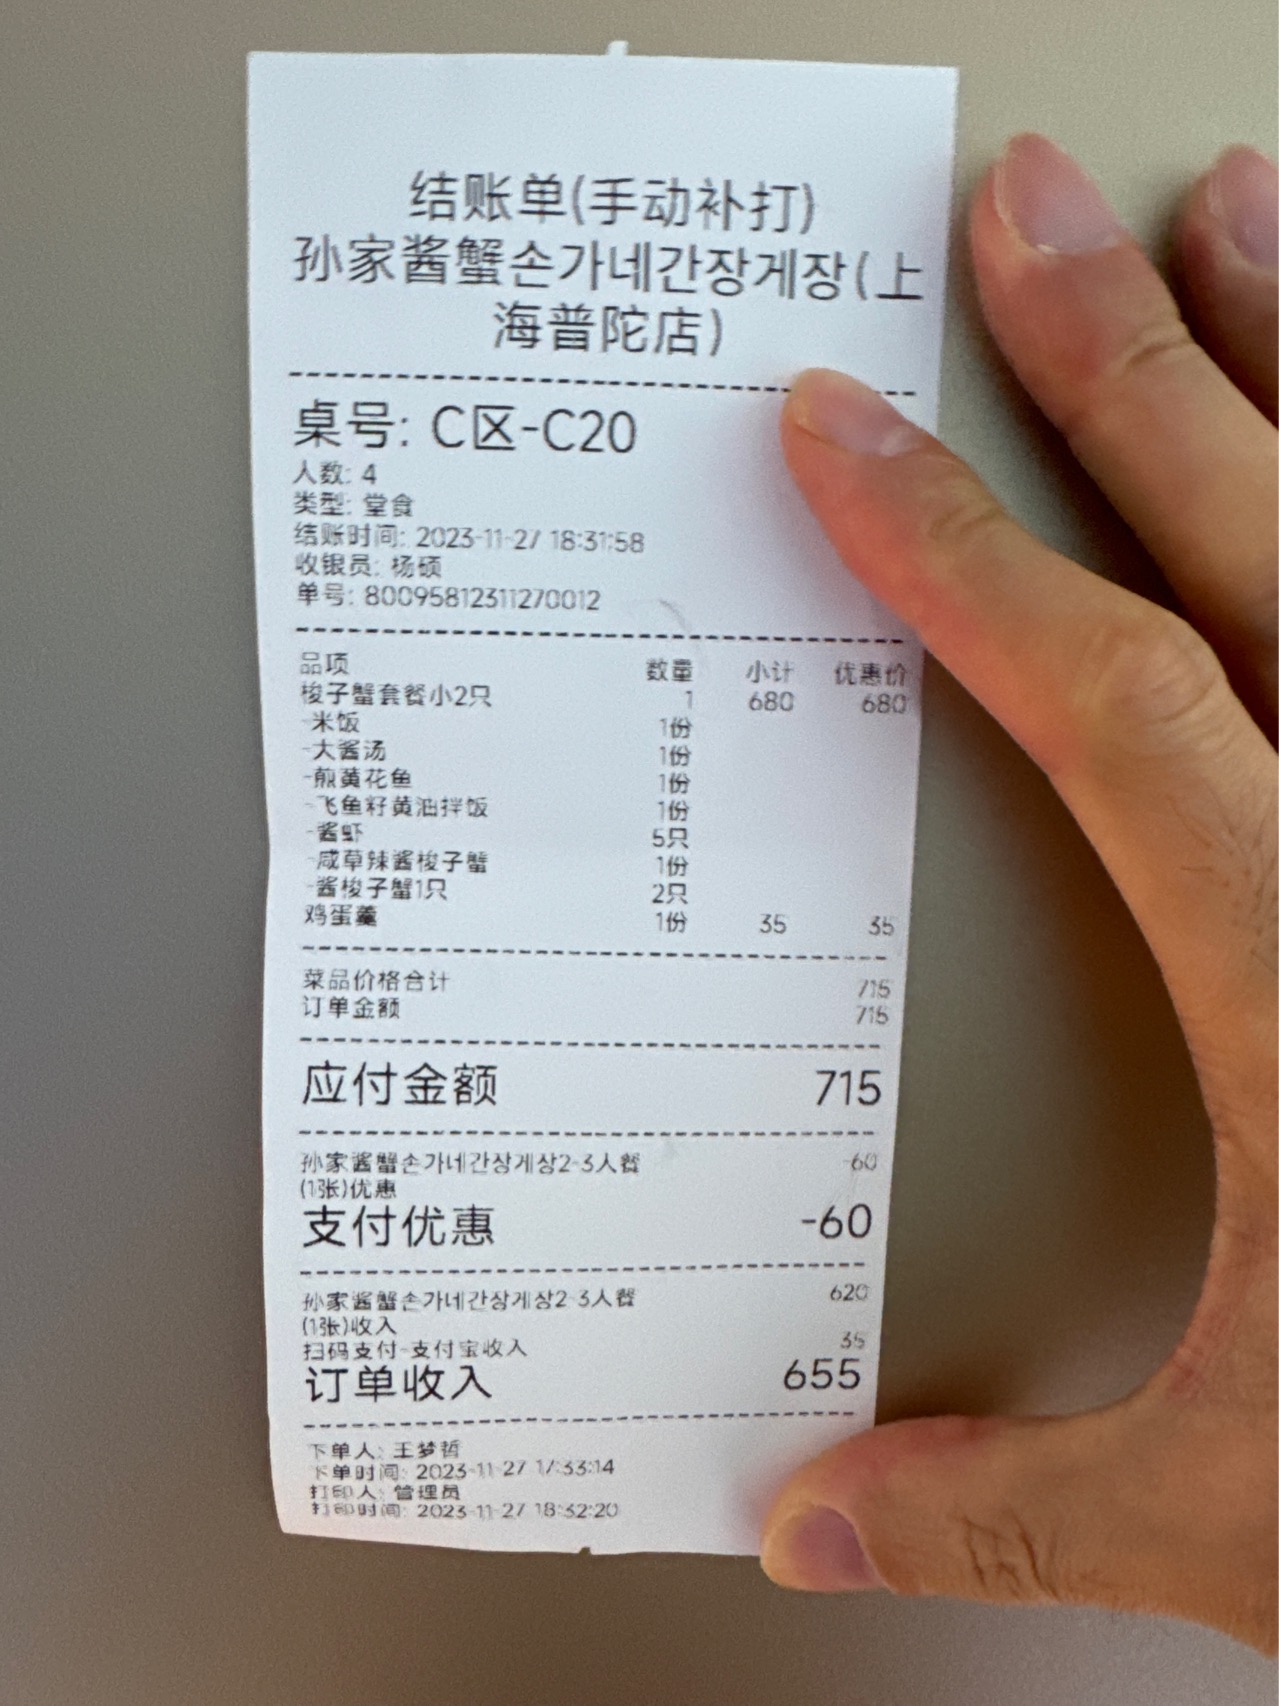 结账单(手动补打)
孙家酱蟹손가네간장게장(上
海普陀店)
桌号: C区-C20
人数: 4
类型: 堂食
结账时间: 2023-11-27 18:31:58
收银员: 杨硕
单号: 80095812311270012
品项 数量 小计 优惠价
梭子蟹套餐小2只 1 680 680
-米饭 1份
-大酱汤 1份
-煎黄花鱼 1份
-飞鱼籽黄油拌饭 1份
-酱虾 5只
-咸草辣酱梭子蟹 1份
-酱梭子蟹1只 2只
鸡蛋羹 1份 35 35
菜品价格合计 715
订单金额 715
应付金额 715
孙家酱蟹손가네간장게장2-3人餐 -60
(1张)优惠
支付优惠 -60
孙家酱蟹손가네간장게장2-3人餐 620
(1张)收入
扫码支付-支付宝收入 35
订单收入 655
下单人: 王梦哲
下单时间: 2023-11-27 17:33:14
打印人: 管理员
打印时间: 2023-11-27 18:32:20